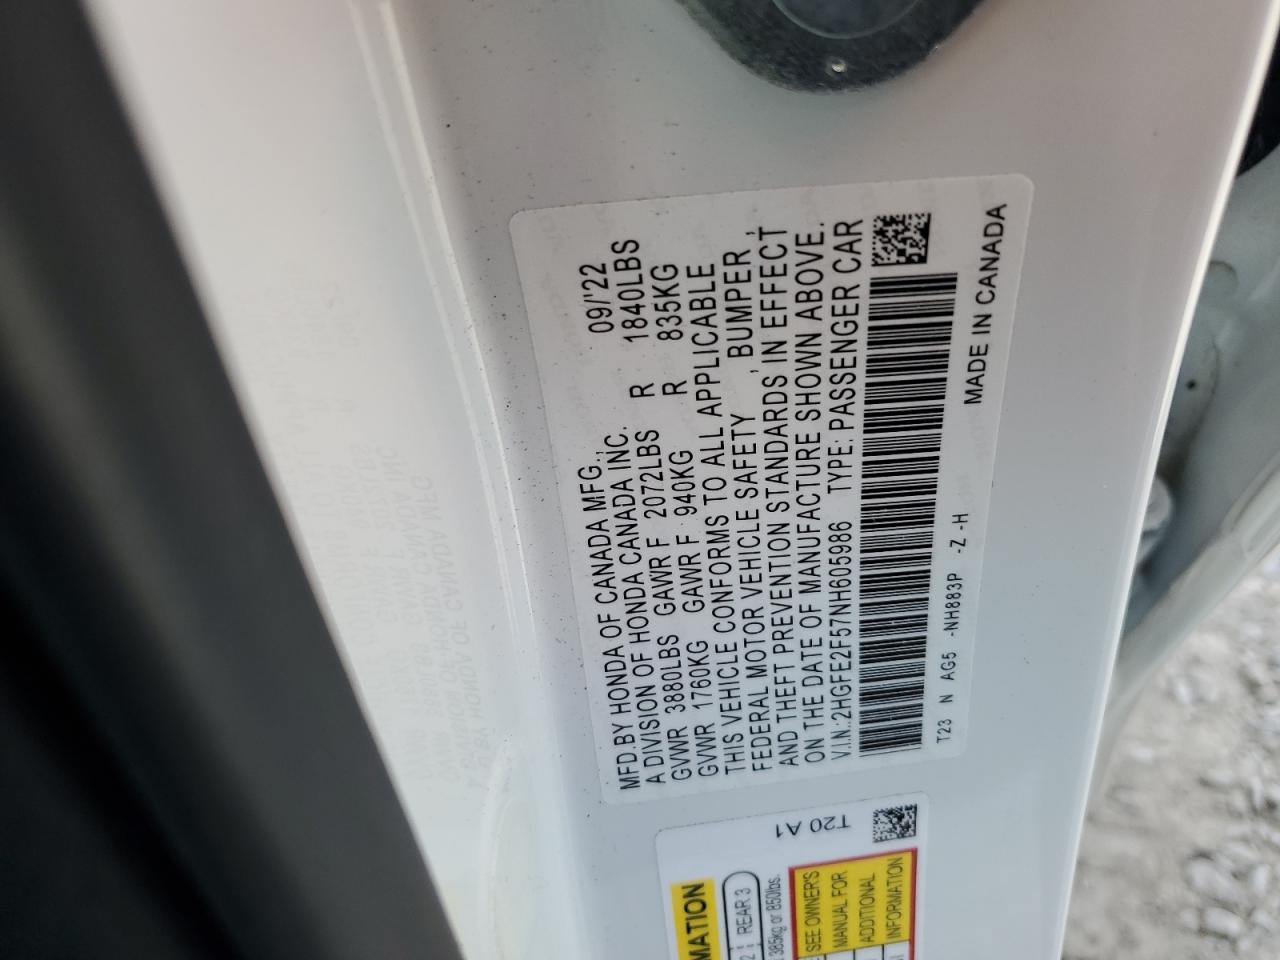 MFD.BY HONDA OF CANADA MFG., 09/'22
A DIVISION OF HONDA CANADA INC.
GVWR 3880LBS GAWR F 2072LBS R 1840LBS
GVWR 1760KG GAWR F 940KG R 835KG
THIS VEHICLE CONFORMS TO ALL APPLICABLE
FEDERAL MOTOR VEHICLE SAFETY , BUMPER ,
AND THEFT PREVENTION STANDARDS IN EFFECT
ON THE DATE OF MANUFACTURE SHOWN ABOVE.
V.I.N.:2HGFE2F57NH605986 TYPE: PASSENGER CAR
T23 N AG5 -NH883P -Z -H
MADE IN CANADA
T20 A1
REAR 3
385kg or 850lbs.
SEE OWNER'S
MANUAL FOR
ADDITIONAL
INFORMATION